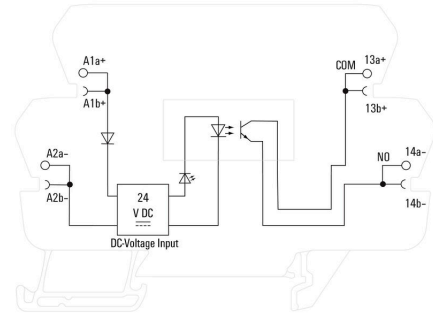 A1a+
A1b+
A2a−
A2b−
24
V DC
DC-Voltage Input
COM
13a+
13b+
NO
14a−
14b−